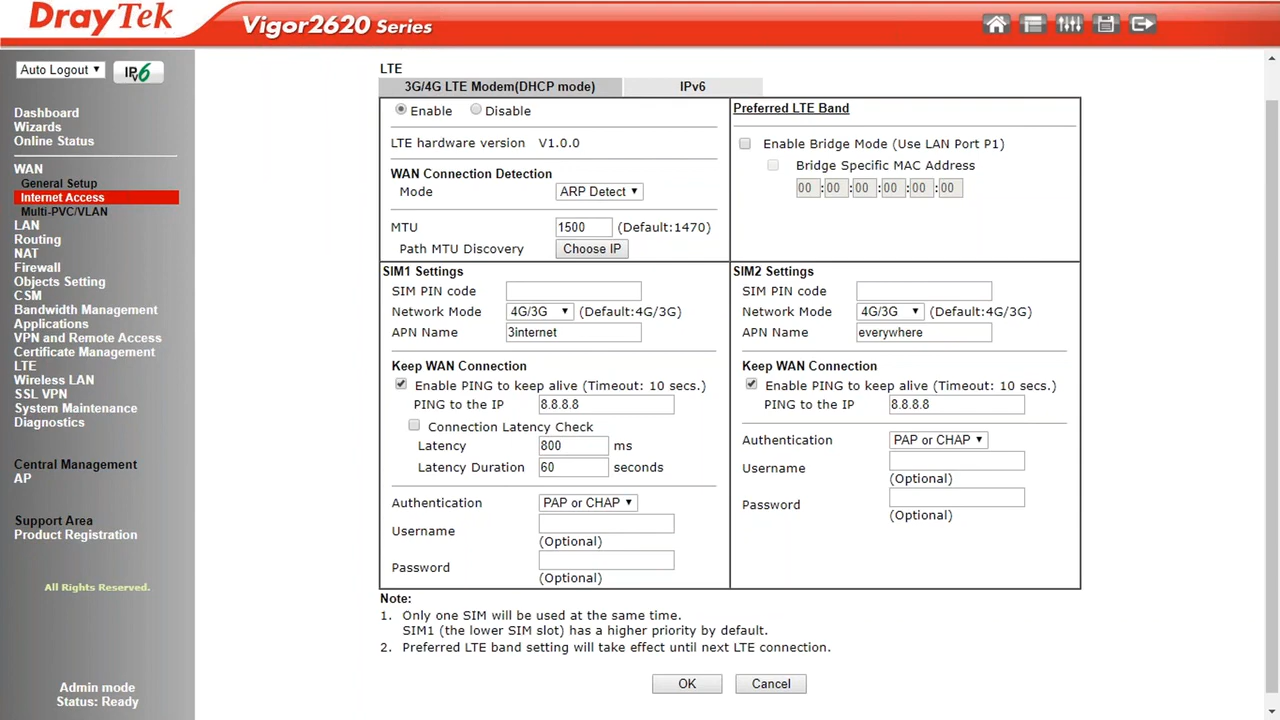 DrayTek
Vigor2620 Series
Auto Logout
IPv6
Dashboard
Wizards
Online Status
WAN
General Setup
Internet Access
Multi-PVC/VLAN
LAN
Routing
NAT
Firewall
Objects Setting
CSM
Bandwidth Management
Applications
VPN and Remote Access
Certificate Management
LTE
Wireless LAN
SSL VPN
System Maintenance
Diagnostics
Central Management
AP
Support Area
Product Registration
All Rights Reserved.
Admin mode
Status: Ready
LTE
3G/4G LTE Modem(DHCP mode)
IPv6
Enable Disable
LTE hardware version V1.0.0
WAN Connection Detection
Mode ARP Detect
MTU 1500 (Default:1470)
Path MTU Discovery Choose IP
Preferred LTE Band
Enable Bridge Mode (Use LAN Port P1)
Bridge Specific MAC Address
00 :00 :00 :00 :00 :00
SIM1 Settings
SIM PIN code
Network Mode 4G/3G (Default:4G/3G)
APN Name 3internet
Keep WAN Connection
Enable PING to keep alive (Timeout: 10 secs.)
PING to the IP 8.8.8.8
Connection Latency Check
Latency 800 ms
Latency Duration 60 seconds
Authentication PAP or CHAP
Username
(Optional)
Password
(Optional)
SIM2 Settings
SIM PIN code
Network Mode 4G/3G (Default:4G/3G)
APN Name everywhere
Keep WAN Connection
Enable PING to keep alive (Timeout: 10 secs.)
PING to the IP 8.8.8.8
Authentication PAP or CHAP
Username
(Optional)
Password
(Optional)
Note:
1. Only one SIM will be used at the same time.
SIM1 (the lower SIM slot) has a higher priority by default.
2. Preferred LTE band setting will take effect until next LTE connection.
OK Cancel